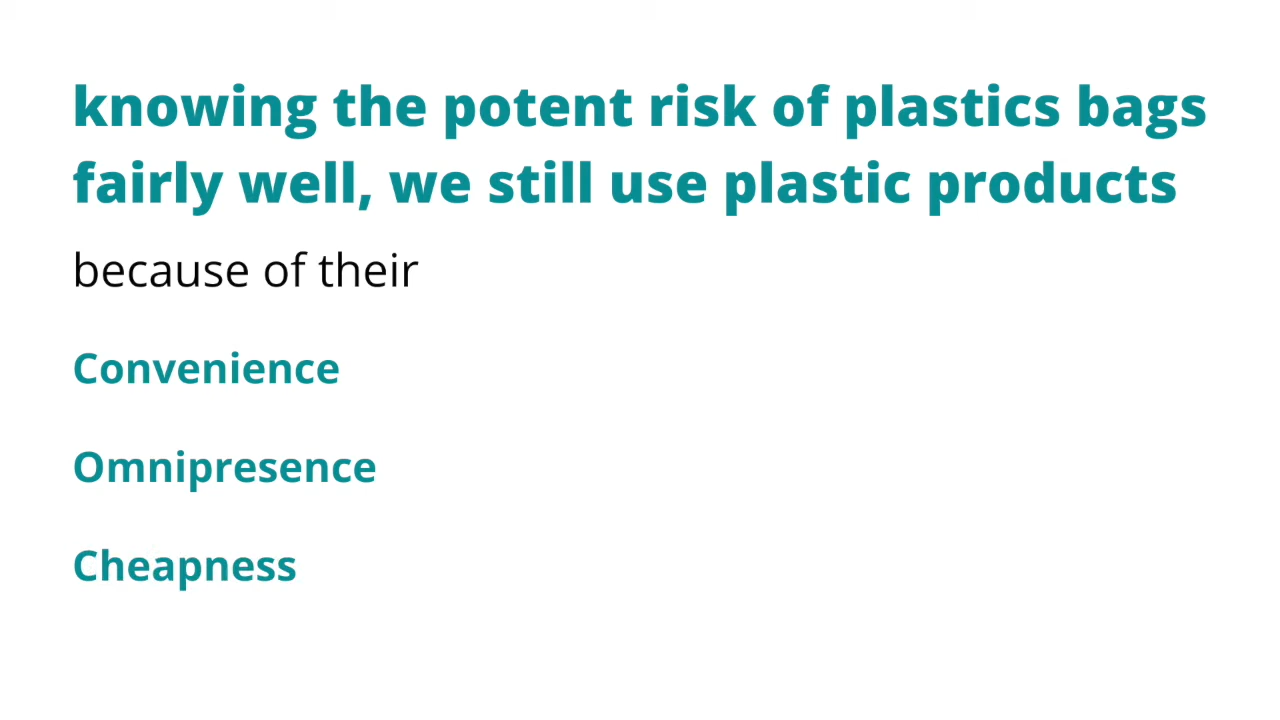 knowing the potent risk of plastics bags
fairly well, we still use plastic products
because of their
Convenience
Omnipresence
Cheapness